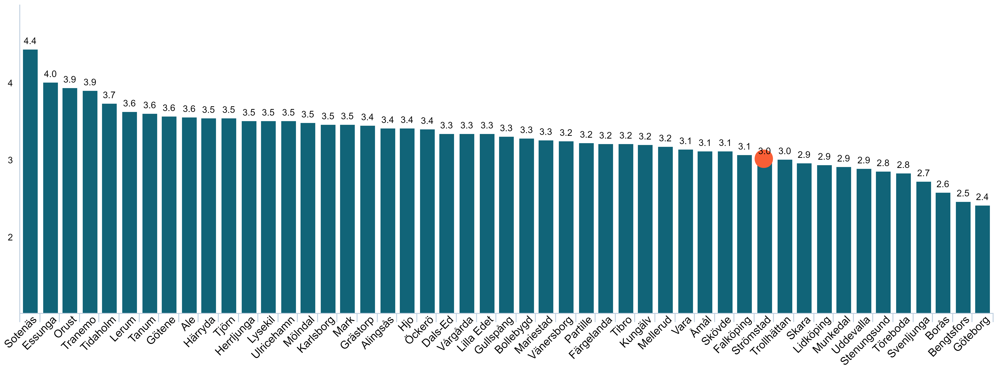 4.4
4.0
3.9
3.9
3.7
3.6
3.6
3.6
3.6
3.5
3.5
3.5
3.5
3.5
3.5
3.5
3.5
3.4
3.4
3.4
3.4
3.3
3.3
3.3
3.3
3.3
3.3
3.2
3.2
3.2
3.2
3.2
3.2
3.1
3.1
3.1
3.1
3.0
3.0
2.9
2.9
2.9
2.9
2.8
2.8
2.7
2.6
2.5
2.4
4
3
2
Sotenäs
Essunga
Orust
Tranemo
Tidaholm
Lerum
Tanum
Götene
Ale
Härryda
Tjörn
Herrljunga
Lysekil
Ulricehamn
Mölndal
Karlsborg
Mark
Grästorp
Alingsås
Hjo
Öckerö
Dals-Ed
Vårgårda
Lilla Edet
Gullspång
Bollebygd
Mariestad
Vänersborg
Partille
Färgelanda
Tibro
Kungälv
Mellerud
Vara
Åmål
Skövde
Falköping
Strömstad
Trollhättan
Skara
Lidköping
Munkedal
Uddevalla
Stenungsund
Töreboda
Svenljunga
Borås
Bengtsfors
Göteborg